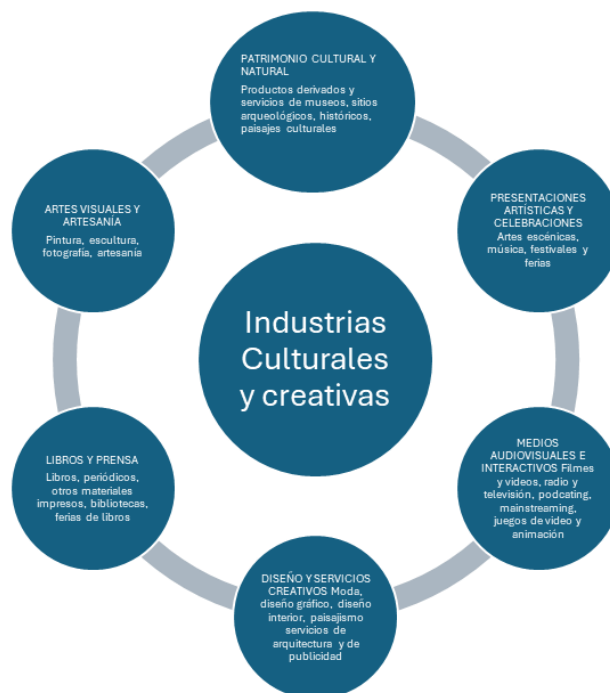 PATRIMONIO CULTURAL Y
NATURAL
Productos derivados y
servicios de museos, sitios
arqueológicos, históricos,
paisajes culturales
PRESENTACIONES
ARTÍSTICAS Y
CELEBRACIONES
Artes escénicas,
música, festivales y
ferias
MEDIOS
AUDIOVISUALES E
INTERACTIVOS Filmes
y videos, radio y
televisión, podcating,
mainstreaming,
juegos de video y
animación
DISEÑO Y SERVICIOS
CREATIVOS Moda,
diseño gráfico, diseño
interior, paisajismo
servicios de
arquitectura y de
publicidad
LIBROS Y PRENSA
Libros, periódicos,
otros materiales
impresos, bibliotecas,
ferias de libros
ARTES VISUALES Y
ARTESANÍA
Pintura, escultura,
fotografía, artesanía
Industrias
Culturales
y creativas